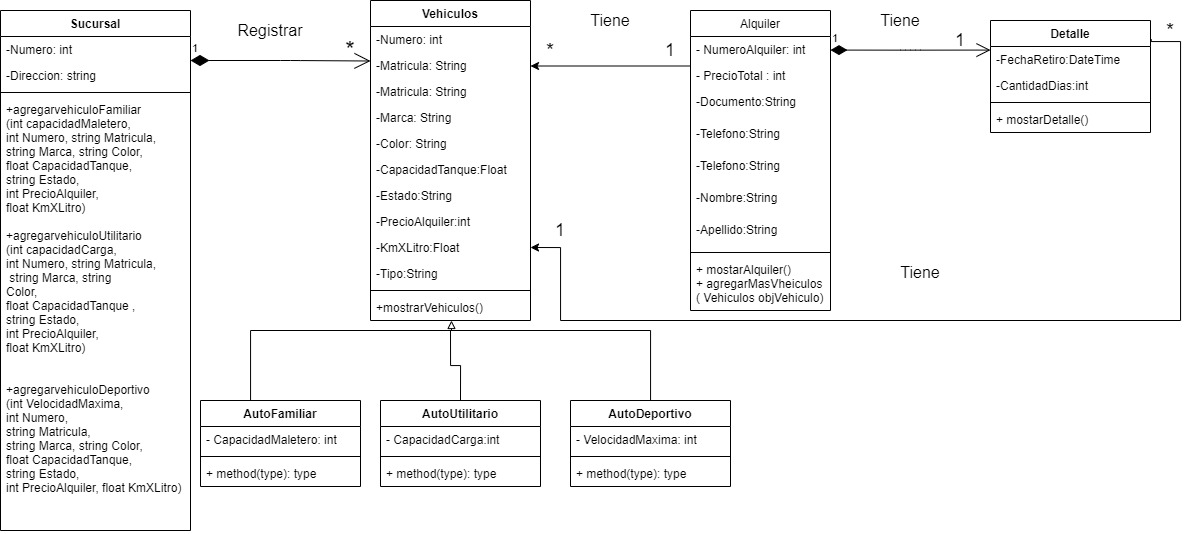 Sucursal
-Numero: int
-Direccion: string
+agregarvehiculoFamiliar
(int capacidadMaletero,
int Numero, string Matricula,
string Marca, string Color,
float CapacidadTanque,
string Estado,
int PrecioAlquiler,
float KmXLitro)
+agregarvehiculoUtilitario
(int capacidadCarga,
int Numero, string Matricula,
string Marca, string
Color,
float CapacidadTanque ,
string Estado,
int PrecioAlquiler,
float KmXLitro)
+agregarvehiculoDeportivo
(int VelocidadMaxima,
int Numero,
string Matricula,
string Marca, string Color,
float CapacidadTanque,
string Estado,
int PrecioAlquiler, float KmXLitro)
1
Registrar
*
Vehiculos
-Numero: int
-Matricula: String
-Matricula: String
-Marca: String
-Color: String
-CapacidadTanque:Float
-Estado:String
-PrecioAlquiler:int
-KmXLitro:Float
-Tipo:String
+mostrarVehiculos()
Tiene
*
1
Alquiler
- NumeroAlquiler: int
- PrecioTotal : int
-Documento:String
-Telefono:String
-Telefono:String
-Nombre:String
-Apellido:String
+ mostarAlquiler()
+ agregarMasVheiculos
( Vehiculos objVehiculo)
Tiene
1
1
Detalle
-FechaRetiro:DateTime
-CantidadDias:int
+ mostarDetalle()
*
1
Tiene
AutoFamiliar
- CapacidadMaletero: int
+ method(type): type
AutoUtilitario
- CapacidadCarga:int
+ method(type): type
AutoDeportivo
- VelocidadMaxima: int
+ method(type): type